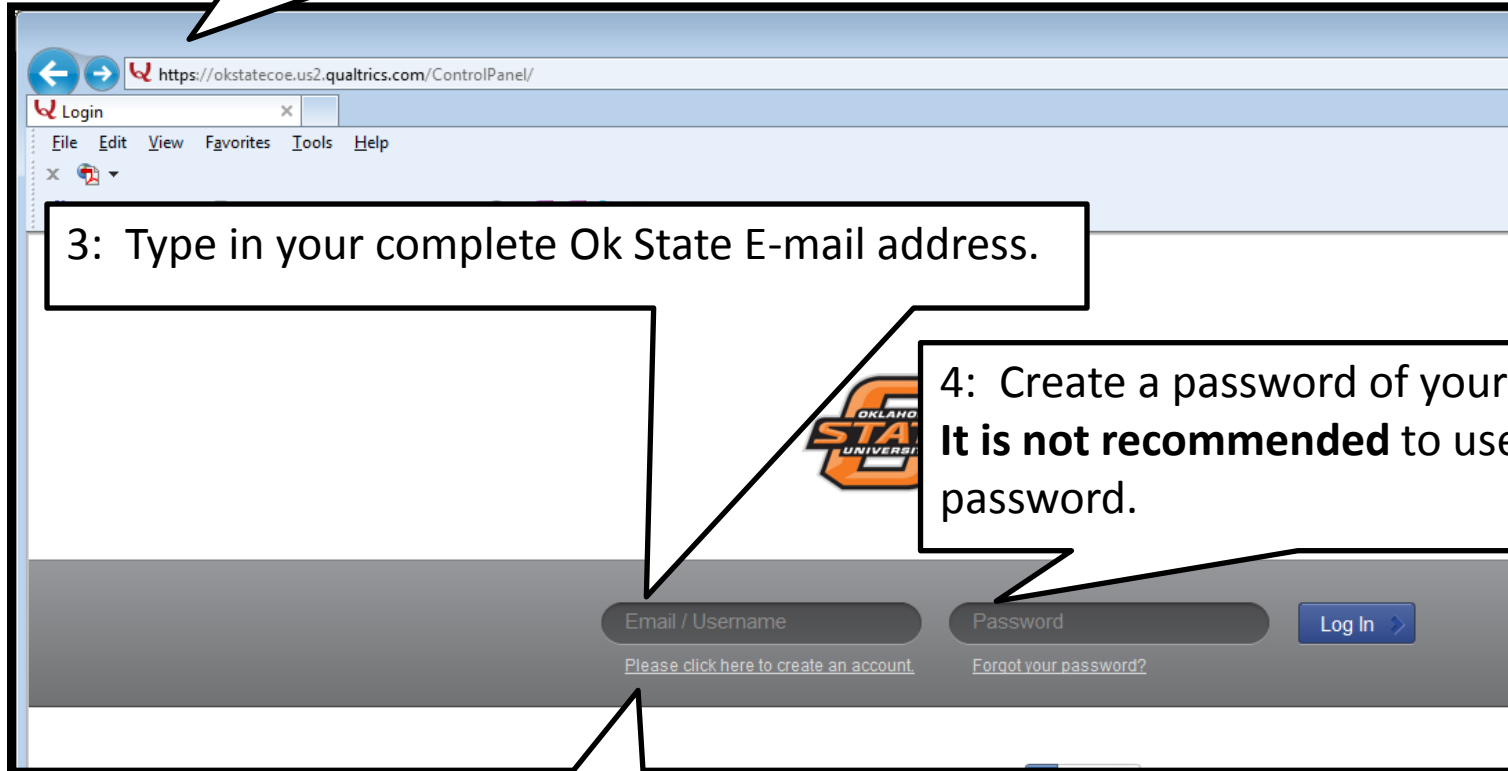 https://okstatecoe.us2.qualtrics.com/ControlPanel/
Login
File Edit View Favorites Tools Help
3: Type in your complete Ok State E-mail address.
4: Create a password of your
It is not recommended to use
password.
STATE
Email / Username
Password
Log In
Please click here to create an account.
Forgot your password?